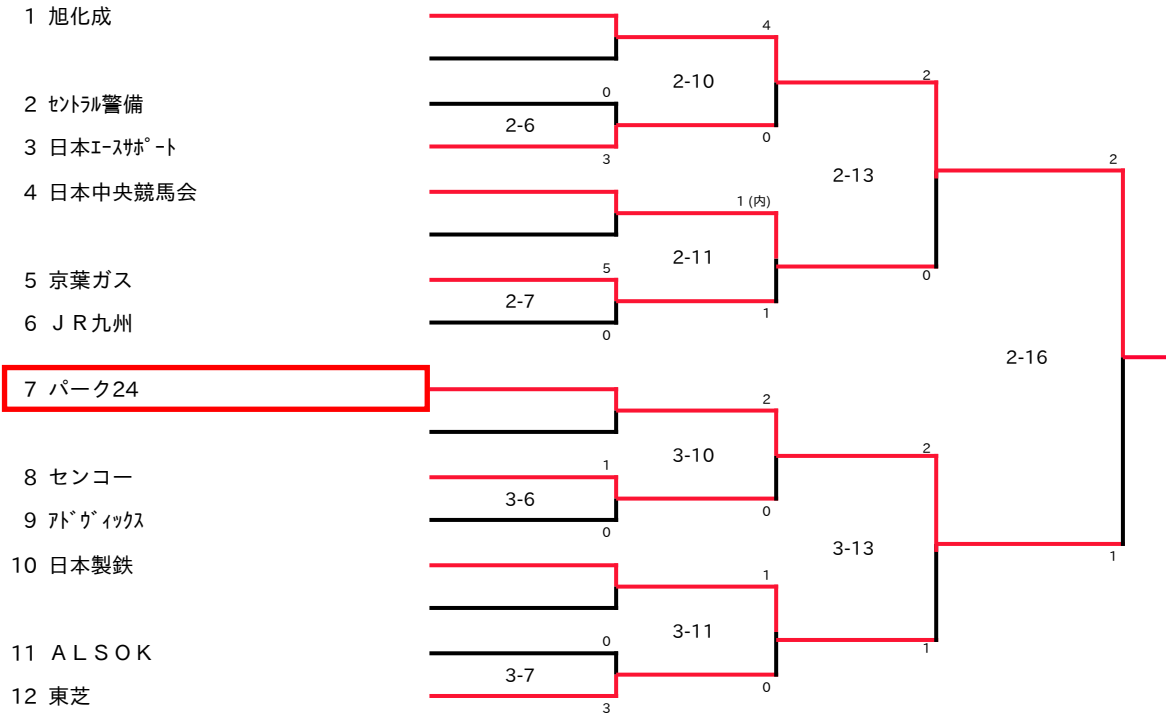 1 旭化成
4
2-10
2
2 ｾﾝﾄﾗﾙ警備
0
2-6
3 日本ｴｰｽｻﾎﾟｰﾄ
3
0
2-13
2
4 日本中央競馬会
1 (内)
2-11
5 京葉ガス
5
2-7
0
6 ＪＲ九州
0
1
2-16
7 パーク24
2
3-10
2
8 センコー
1
3-6
0
9 ｱﾄﾞｳﾞｨｯｸｽ
0
3-13
1
10 日本製鉄
1
3-11
11 ＡＬＳＯＫ
0
3-7
1
12 東芝
3
0